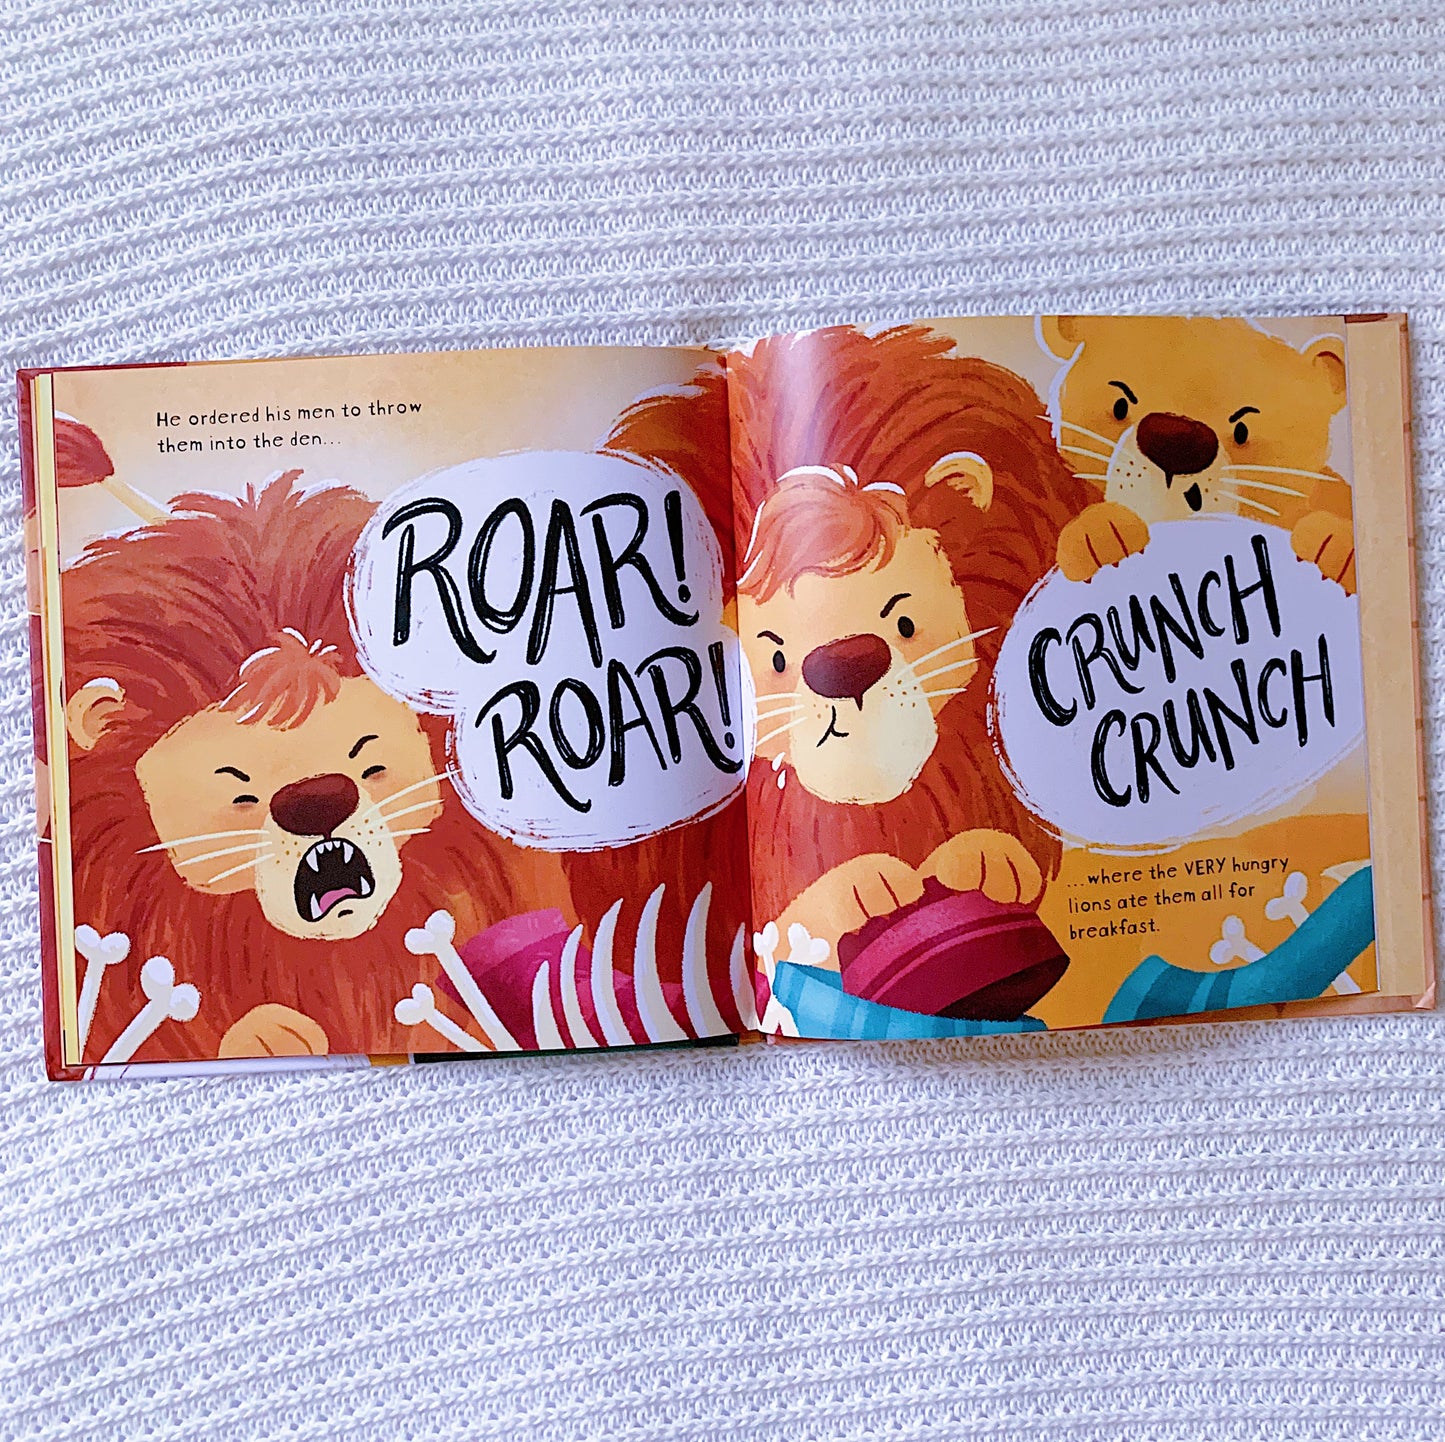 He ordered his men to throw
them into the den...
ROAR!
ROAR!
CRUNCH
CRUNCH
...where the VERY hungry
lions ate them all for
breakfast.